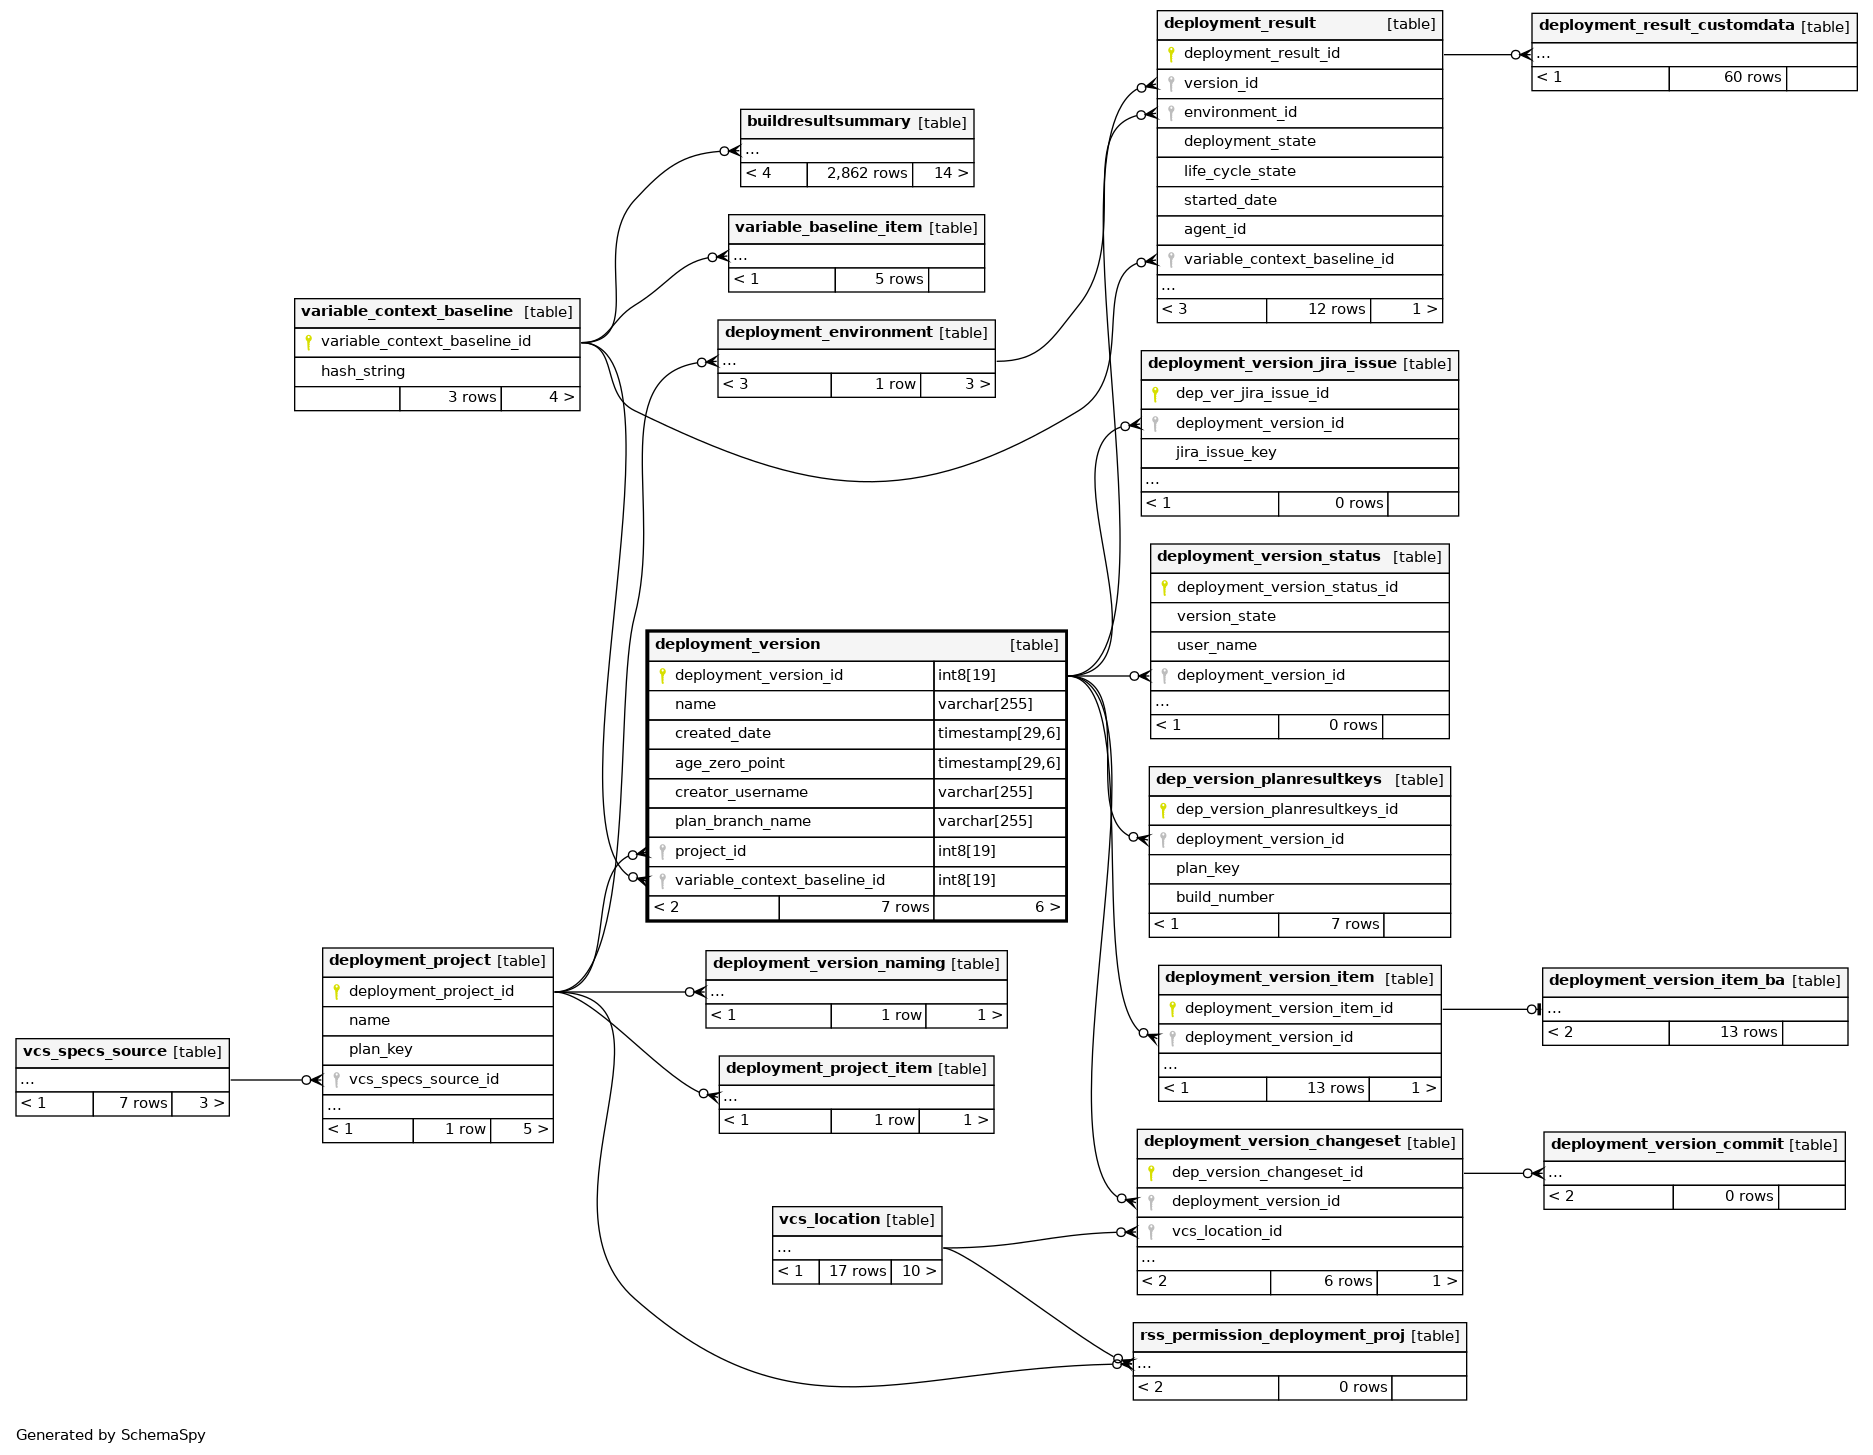 deployment_result [table]
deployment_result_id
version_id
environment_id
deployment_state
life_cycle_state
started_date
agent_id
variable_context_baseline_id
...
< 3 12 rows 1 >
deployment_result_customdata [table]
...
< 1 60 rows
buildresultsummary [table]
...
< 4 2,862 rows 14 >
variable_baseline_item [table]
...
< 1 5 rows
variable_context_baseline [table]
variable_context_baseline_id
hash_string
3 rows 4 >
deployment_environment [table]
...
< 3 1 row 3 >
deployment_version_jira_issue [table]
dep_ver_jira_issue_id
deployment_version_id
jira_issue_key
...
< 1 0 rows
deployment_version_status [table]
deployment_version_status_id
version_state
user_name
deployment_version_id
...
< 1 0 rows
deployment_version [table]
deployment_version_id int8[19]
name varchar[255]
created_date timestamp[29,6]
age_zero_point timestamp[29,6]
creator_username varchar[255]
plan_branch_name varchar[255]
project_id int8[19]
variable_context_baseline_id int8[19]
< 2 7 rows 6 >
dep_version_planresultkeys [table]
dep_version_planresultkeys_id
deployment_version_id
plan_key
build_number
< 1 7 rows
deployment_project [table]
deployment_project_id
name
plan_key
vcs_specs_source_id
...
< 1 1 row 5 >
vcs_specs_source [table]
...
< 1 7 rows 3 >
deployment_version_naming [table]
...
< 1 1 row 1 >
deployment_project_item [table]
...
< 1 1 row 1 >
deployment_version_item [table]
deployment_version_item_id
deployment_version_id
...
< 1 13 rows 1 >
deployment_version_item_ba [table]
...
< 2 13 rows
deployment_version_changeset [table]
dep_version_changeset_id
deployment_version_id
vcs_location_id
...
< 2 6 rows 1 >
deployment_version_commit [table]
...
< 2 0 rows
vcs_location [table]
...
< 1 17 rows 10 >
rss_permission_deployment_proj [table]
...
< 2 0 rows
Generated by SchemaSpy